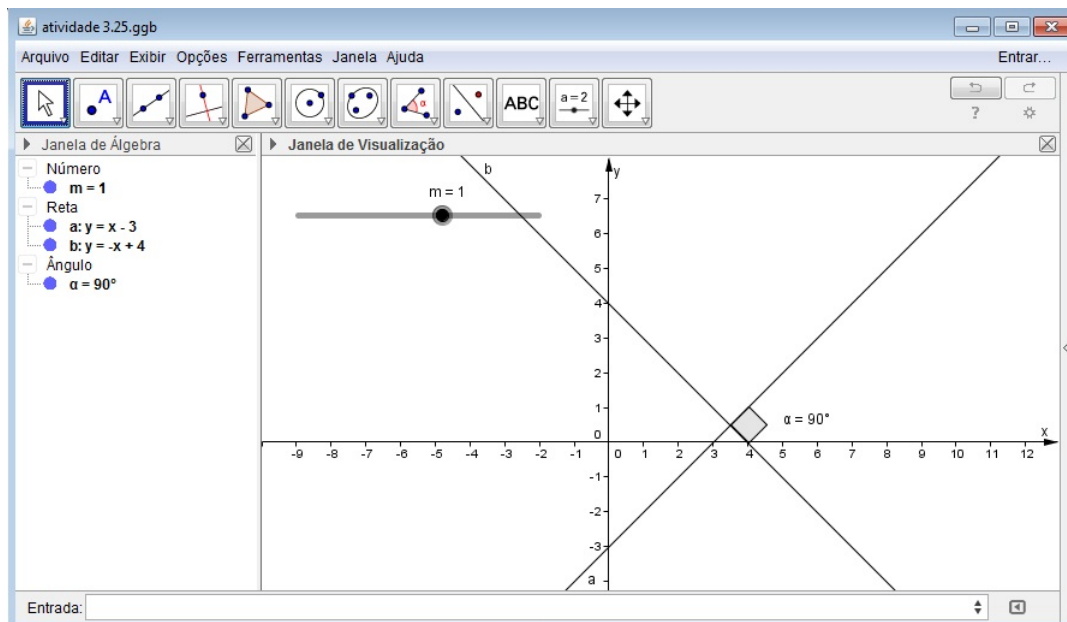 atividade 3.25.ggb
Arquivo Editar Exibir Opções Ferramentas Janela Ajuda
Entrar...
A
α
ABC
a = 2
?
Janela de Álgebra
Janela de Visualização
Número
m = 1
Reta
a: y = x - 3
b: y = -x + 4
Ângulo
α = 90°
b
y
m = 1
7
6
5
4
3
2
1
0
α = 90°
x
-9 -8 -7 -6 -5 -4 -3 -2 -1 0 1 2 3 4 5 6 7 8 9 10 11 12
-1
-2
-3
a
Entrada: